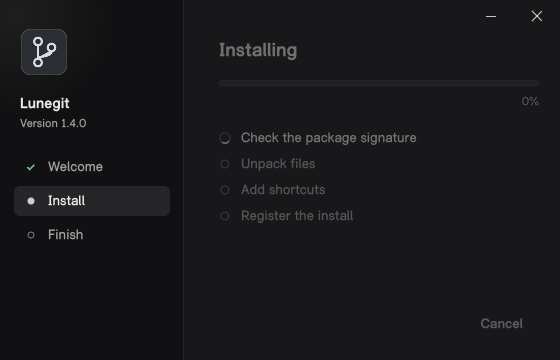 Lunegit
Version 1.4.0
Welcome
Install
Finish
Installing
0%
Check the package signature
Unpack files
Add shortcuts
Register the install
Cancel